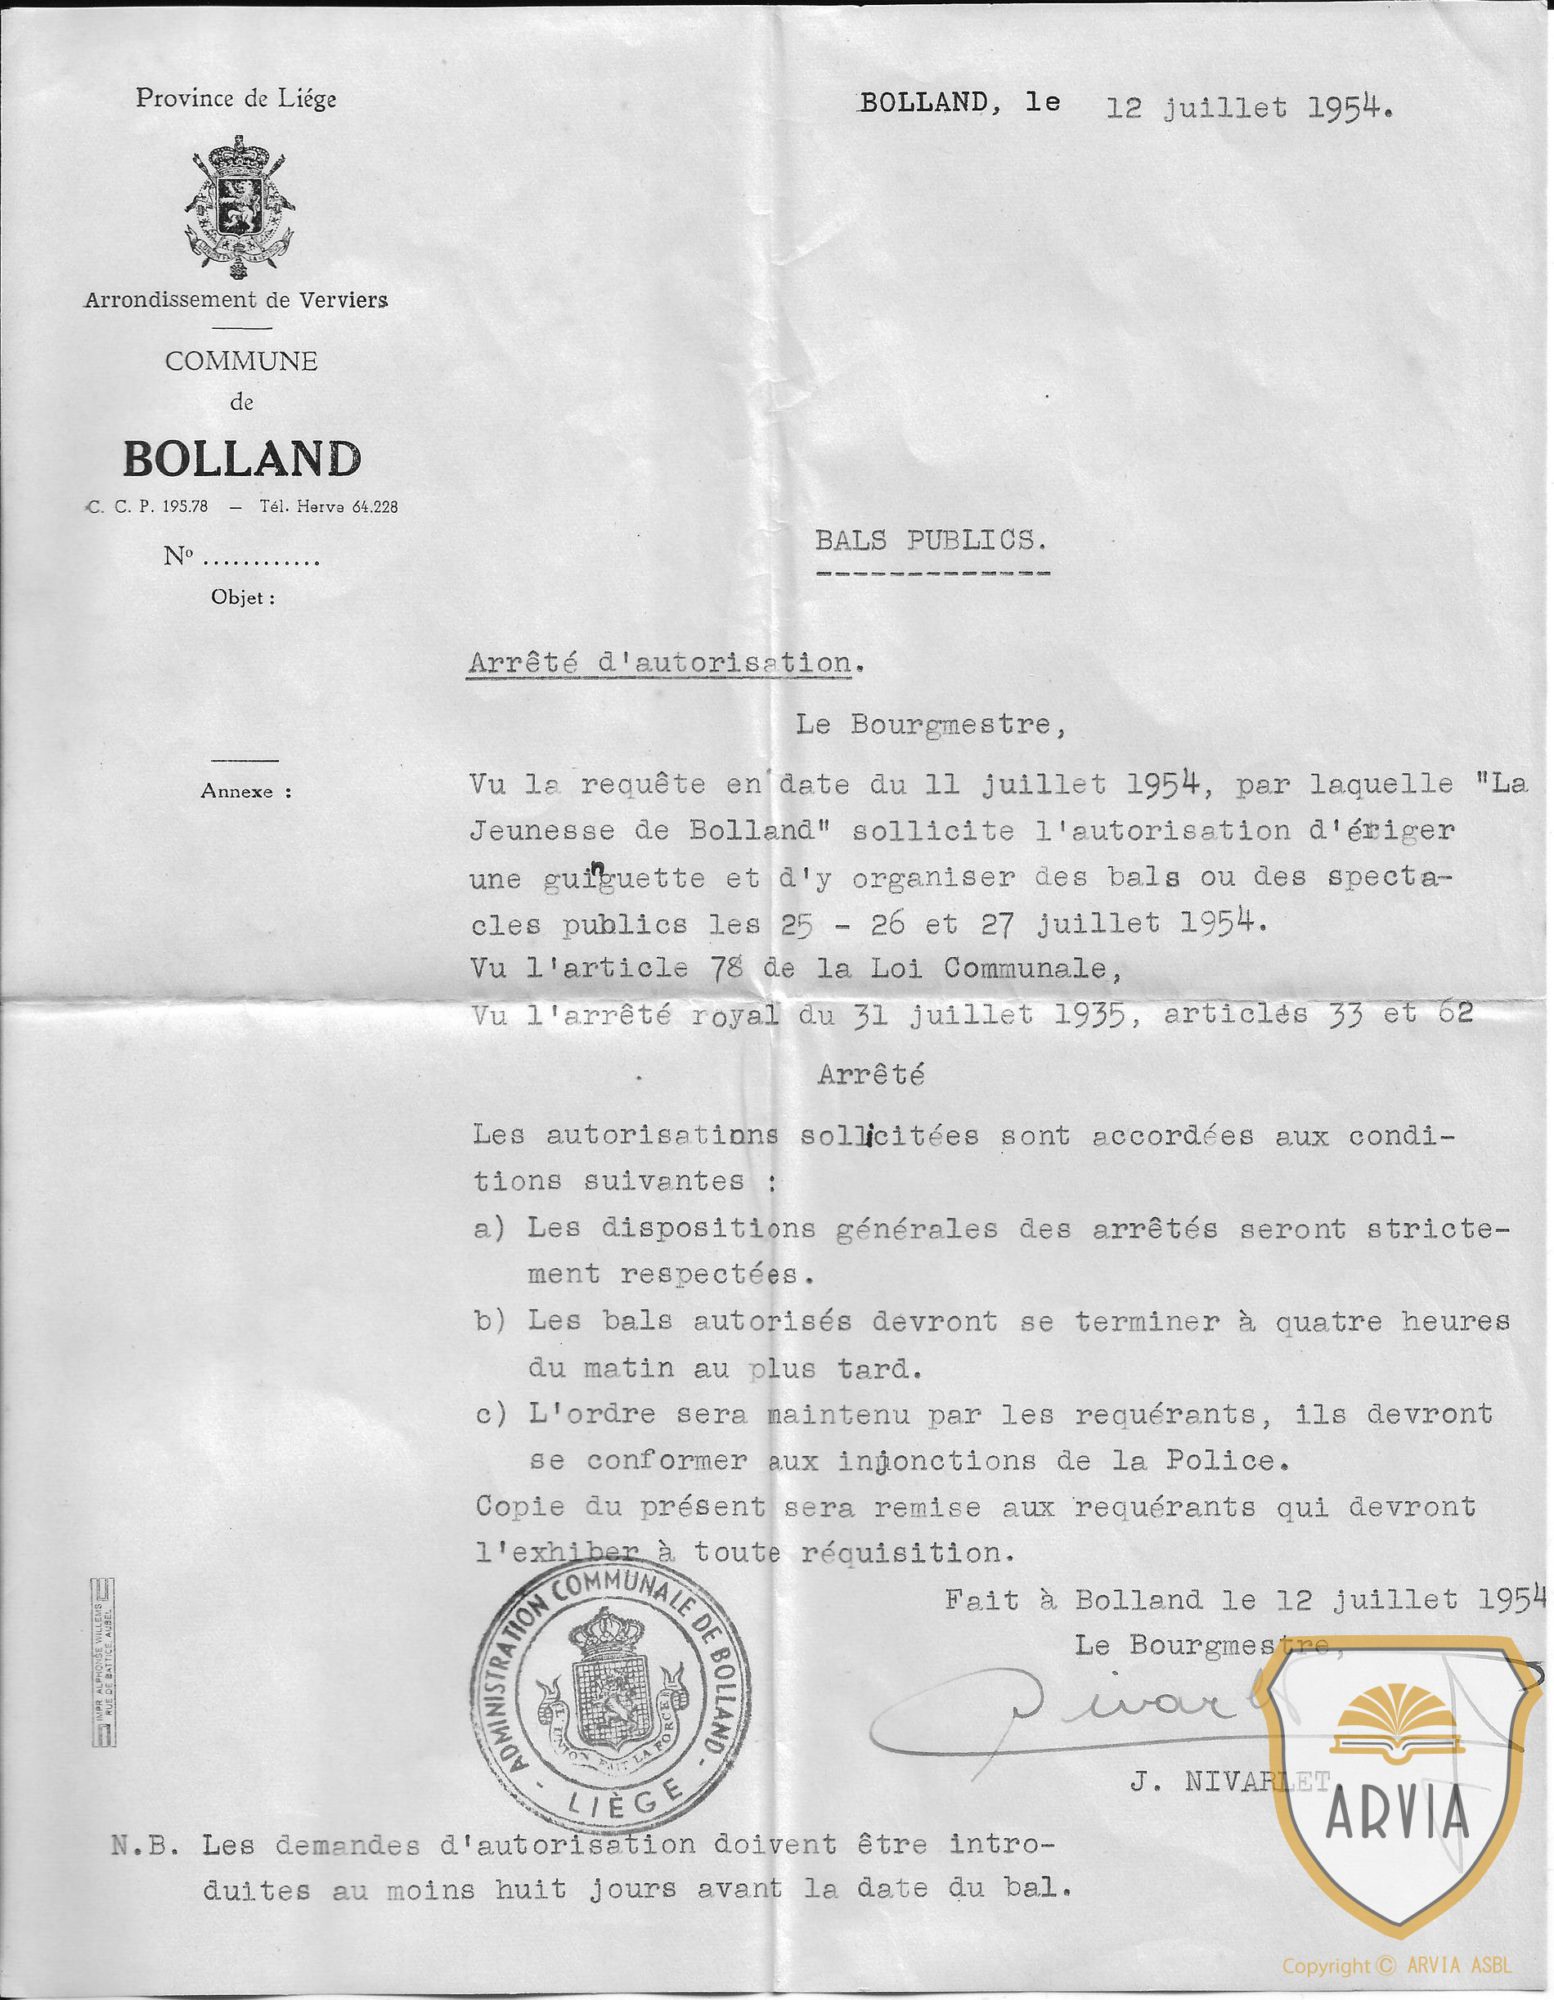 Province de Liége
BOLLAND, le 12 juillet 1954.
Arrondissement de Verviers
COMMUNE
de
BOLLAND
C. C. P. 195.78 — Tél. Herve 64.228
Nº ............
Objet :
BALS PUBLICS.
-------------
Arrêté d'autorisation.
Le Bourgmestre,
Annexe :
Vu la requête en date du 11 juillet 1954, par laquelle "La
Jeunesse de Bolland" sollicite l'autorisation d'ériger
une guinguette et d'y organiser des bals ou des specta-
cles publics les 25 - 26 et 27 juillet 1954.
Vu l'article 78 de la Loi Communale,
Vu l'arrêté royal du 31 juillet 1935, articles 33 et 62
Arrêté
Les autorisations sollicitées sont accordées aux condi-
tions suivantes :
a) Les dispositions générales des arrêtés seront stricte-
ment respectées.
b) Les bals autorisés devront se terminer à quatre heures
du matin au plus tard.
c) L'ordre sera maintenu par les requérants, ils devront
se conformer aux injonctions de la Police.
Copie du présent sera remise aux requérants qui devront
l'exhiber à toute réquisition.
Fait à Bolland le 12 juillet 1954
Le Bourgmestre,
Nivarlet
J. NIVARLET
ADMINISTRATION COMMUNALE DE BOLLAND
- LIÈGE -
L'UNION FAIT LA FORCE
IMPR ALPHONSE WILLEMS
RUE DE BATTICE AUBEL
N.B. Les demandes d'autorisation doivent être intro-
duites au moins huit jours avant la date du bal.
ARVIA
Copyright © ARVIA ASBL